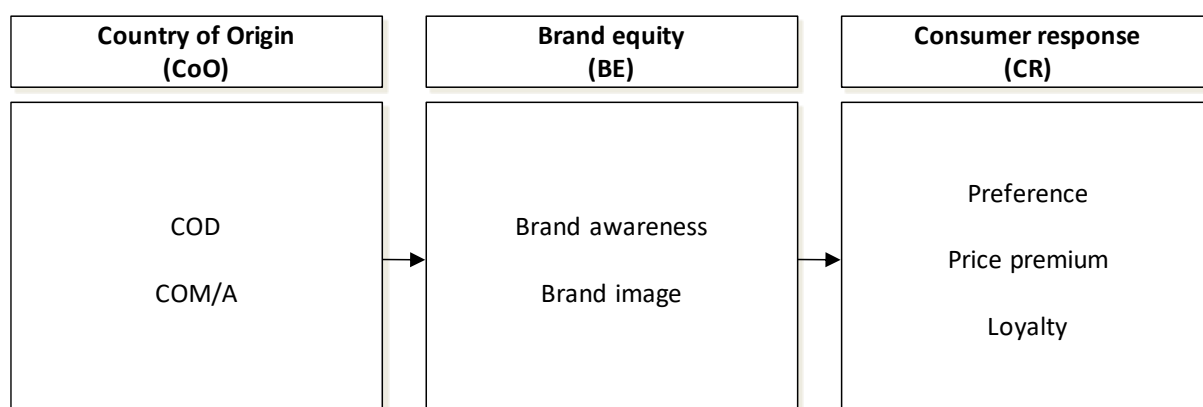 Country of Origin
(CoO)
Brand equity
(BE)
Consumer response
(CR)
COD
COM/A
Brand awareness
Brand image
Preference
Price premium
Loyalty